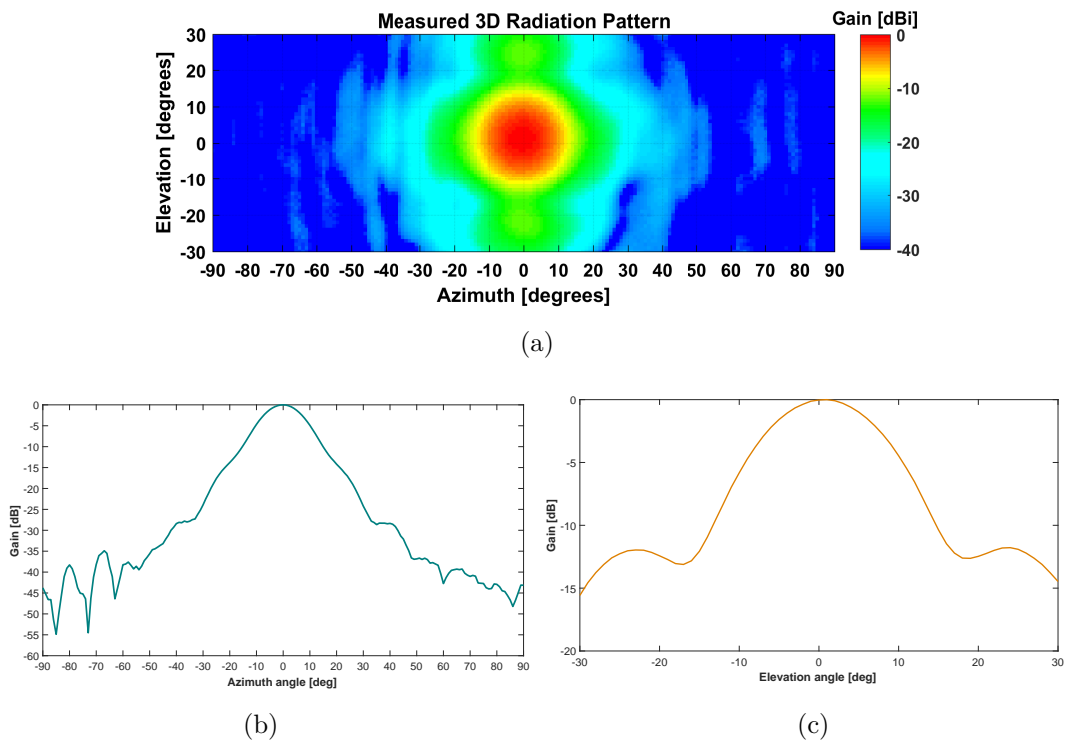 Measured 3D Radiation Pattern
Gain [dBi]
Elevation [degrees]
30
20
10
0
-10
-20
-30
-90 -80 -70 -60 -50 -40 -30 -20 -10 0 10 20 30 40 50 60 70 80 90
Azimuth [degrees]
0
-10
-20
-30
-40
(a)
Gain [dB]
0
-5
-10
-15
-20
-25
-30
-35
-40
-45
-50
-55
-60
-90 -80 -70 -60 -50 -40 -30 -20 -10 0 10 20 30 40 50 60 70 80 90
Azimuth angle [deg]
(b)
Gain [dB]
0
-5
-10
-15
-20
-30 -20 -10 0 10 20 30
Elevation angle [deg]
(c)